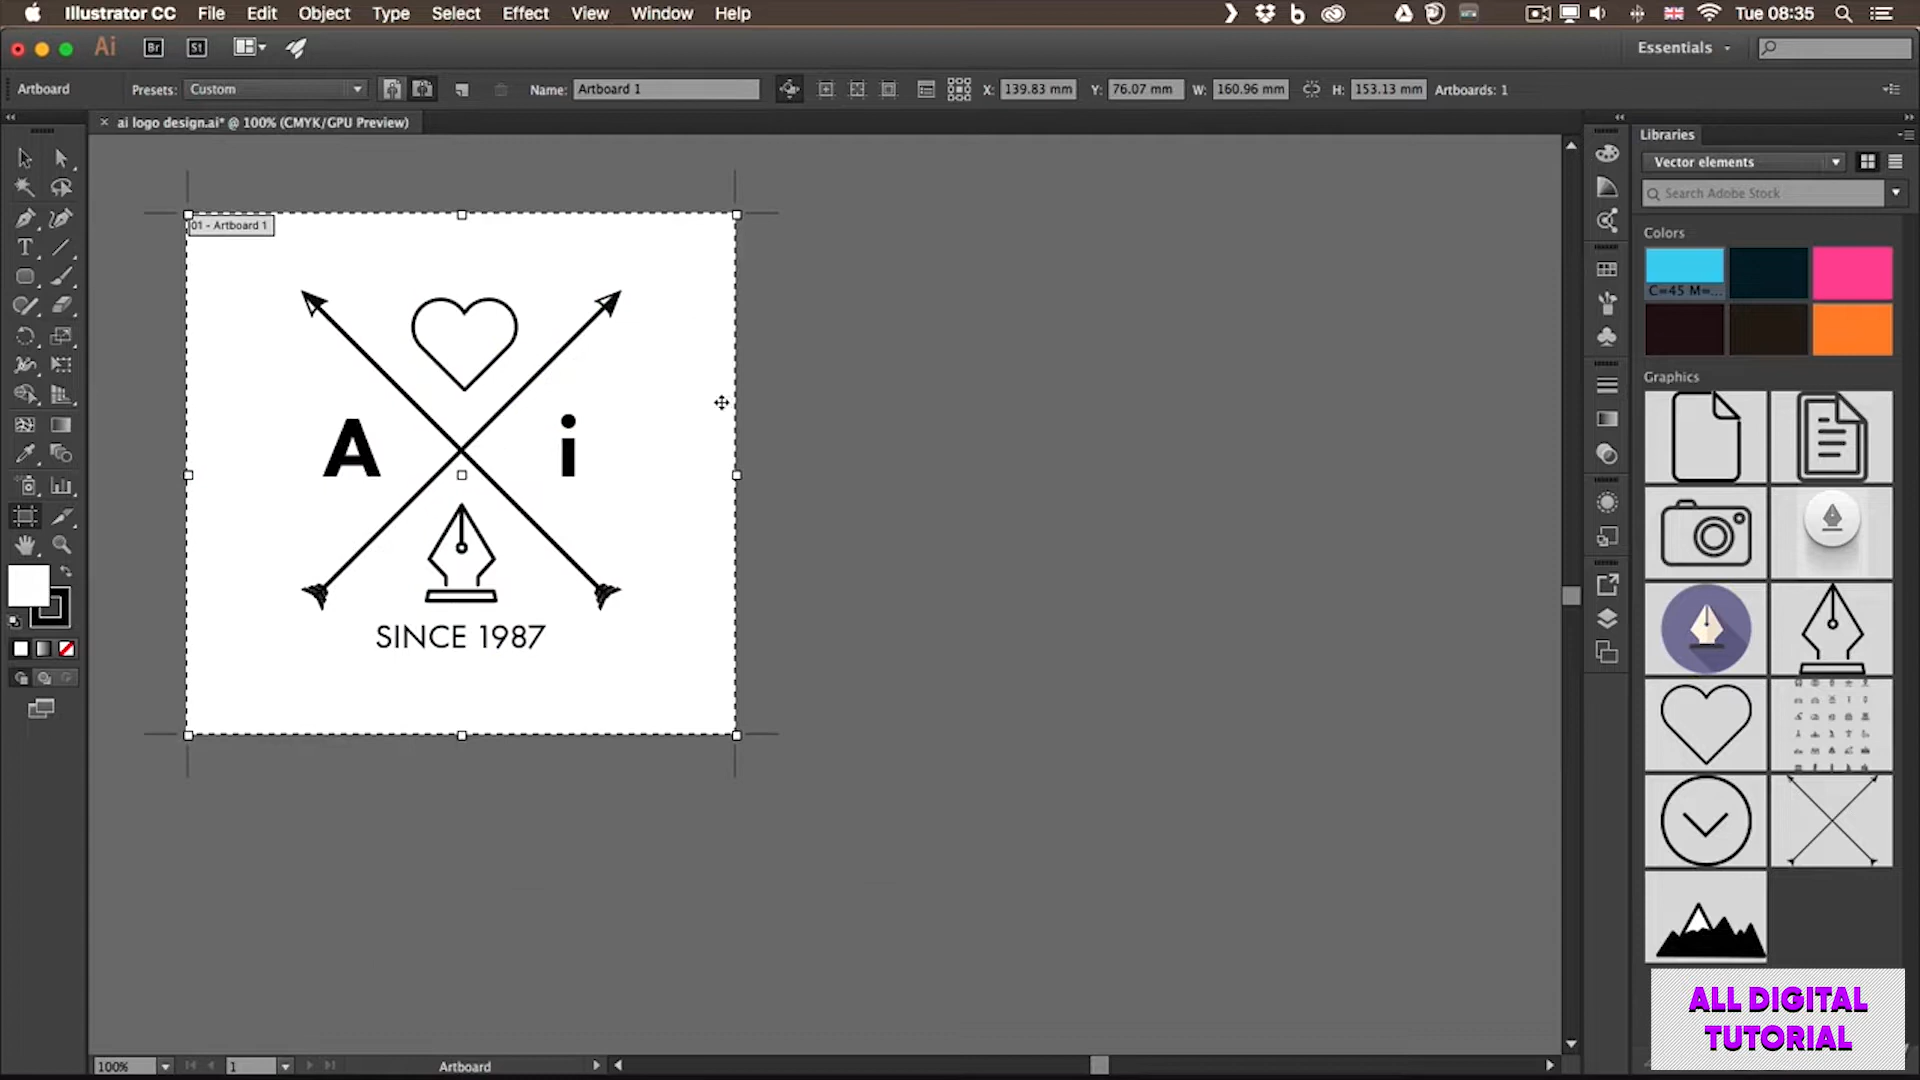 Illustrator CC File Edit Object Type Select Effect View Window Help Tue 08:35
Ai Br St Essentials
Artboard Presets: Custom Name: Artboard 1 X: 139.83 mm Y: 76.07 mm W: 160.96 mm H: 153.13 mm Artboards: 1
× ai logo design.ai* @ 100% (CMYK/GPU Preview)
Libraries
Vector elements
Search Adobe Stock
01 - Artboard 1
Colors
C=45 M=...
Graphics
A i
SINCE 1987
ALL DIGITAL
TUTORIAL
100% 1 Artboard